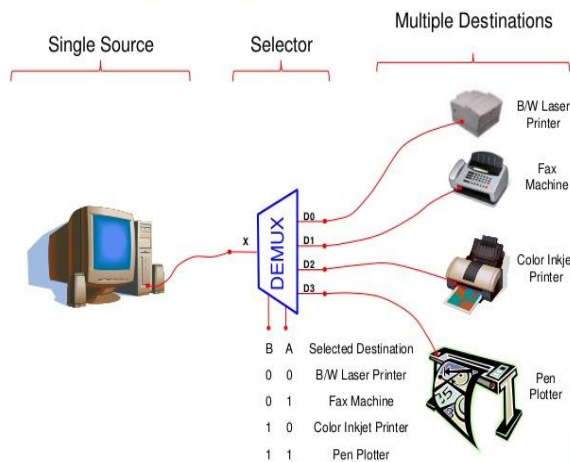 Single Source
Selector
Multiple Destinations
B/W Laser
Printer
Fax
Machine
Color Inkjet
Printer
Pen
Plotter
X
DEMUX
D0
D1
D2
D3
B A Selected Destination
0 0 B/W Laser Printer
0 1 Fax Machine
1 0 Color Inkjet Printer
1 1 Pen Plotter